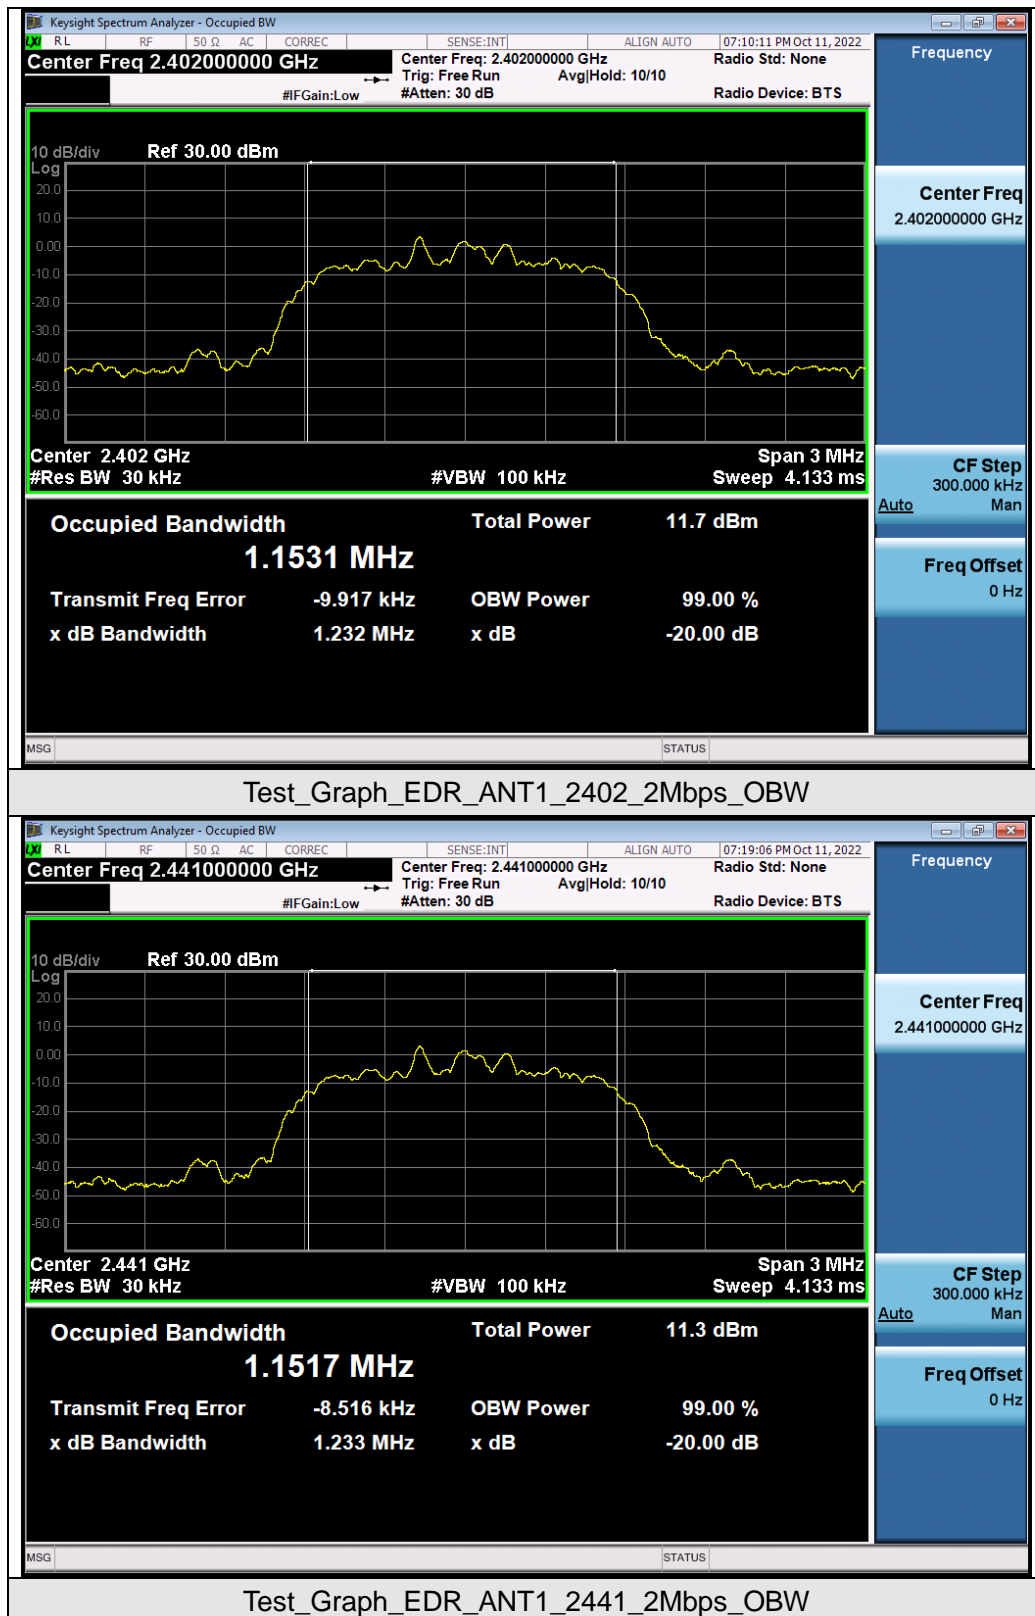 Keysight Spectrum Analyzer - Occupied BW
LXI RL RF 50 Ω AC CORREC SENSE:INT ALIGN AUTO 07:10:11 PM Oct 11, 2022
Center Freq 2.402000000 GHz
Center Freq: 2.402000000 GHz
Radio Std: None
Trig: Free Run Avg|Hold: 10/10
#IFGain:Low
#Atten: 30 dB
Radio Device: BTS
10 dB/div Ref 30.00 dBm
Log
20.0
10.0
0.00
-10.0
-20.0
-30.0
-40.0
-50.0
-60.0
Center 2.402 GHz Span 3 MHz
#Res BW 30 kHz #VBW 100 kHz Sweep 4.133 ms
Occupied Bandwidth Total Power 11.7 dBm
1.1531 MHz
Transmit Freq Error -9.917 kHz OBW Power 99.00 %
x dB Bandwidth 1.232 MHz x dB -20.00 dB
MSG STATUS
Frequency
Center Freq
2.402000000 GHz
CF Step
300.000 kHz
Auto Man
Freq Offset
0 Hz
Test_Graph_EDR_ANT1_2402_2Mbps_OBW
Keysight Spectrum Analyzer - Occupied BW
LXI RL RF 50 Ω AC CORREC SENSE:INT ALIGN AUTO 07:19:06 PM Oct 11, 2022
Center Freq 2.441000000 GHz
Center Freq: 2.441000000 GHz
Radio Std: None
Trig: Free Run Avg|Hold: 10/10
#IFGain:Low
#Atten: 30 dB
Radio Device: BTS
10 dB/div Ref 30.00 dBm
Log
20.0
10.0
0.00
-10.0
-20.0
-30.0
-40.0
-50.0
-60.0
Center 2.441 GHz Span 3 MHz
#Res BW 30 kHz #VBW 100 kHz Sweep 4.133 ms
Occupied Bandwidth Total Power 11.3 dBm
1.1517 MHz
Transmit Freq Error -8.516 kHz OBW Power 99.00 %
x dB Bandwidth 1.233 MHz x dB -20.00 dB
MSG STATUS
Frequency
Center Freq
2.441000000 GHz
CF Step
300.000 kHz
Auto Man
Freq Offset
0 Hz
Test_Graph_EDR_ANT1_2441_2Mbps_OBW